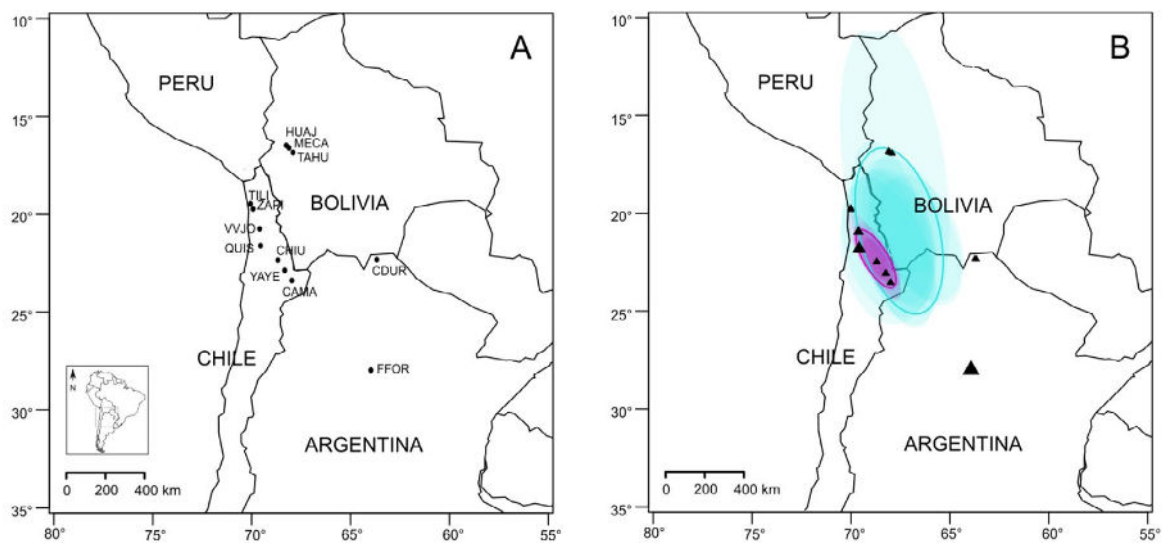 A
10°
PERU
15°
HUAJ
MECA
TAHU
TILI
ZAPI
BOLIVIA
20°
VVJO
QUIS
CHIU
YAYE
CDUR
CAMA
25°
CHILE
FFOR
N
30°
ARGENTINA
0 200 400 km
35°
80° 75° 70° 65° 60° 55°
B
10°
PERU
15°
BOLIVIA
20°
25°
CHILE
30°
ARGENTINA
0 200 400 km
35°
80° 75° 70° 65° 60° 55°